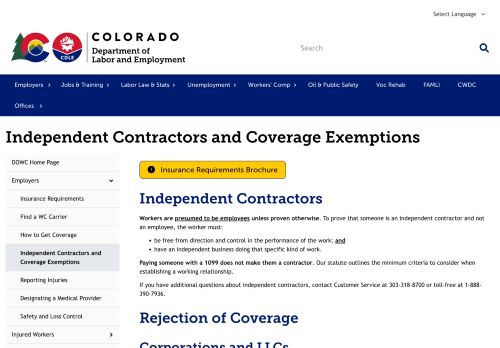 Select Language
COLORADO
Department of
Labor and Employment
CDLE
Search
Employers
Jobs & Training
Labor Law & Stats
Unemployment
Workers' Comp
Oil & Public Safety
Voc Rehab
FAMLI
CWDC
Offices
Independent Contractors and Coverage Exemptions
DOWC Home Page
Employers
Insurance Requirements
Find a WC Carrier
How to Get Coverage
Independent Contractors and
Coverage Exemptions
Reporting Injuries
Designating a Medical Provider
Safety and Loss Control
Injured Workers
Insurance Requirements Brochure
Independent Contractors
Workers are presumed to be employees unless proven otherwise. To prove that someone is an independent contractor and not
an employee, the worker must:
be free from direction and control in the performance of the work; and
have an independent business doing that specific kind of work.
Paying someone with a 1099 does not make them a contractor. Our statute outlines the minimum criteria to consider when
establishing a working relationship.
If you have additional questions about independent contractors, contact Customer Service at 303-318-8700 or toll-free at 1-888-
390-7936.
Rejection of Coverage
Corporations and LLCs